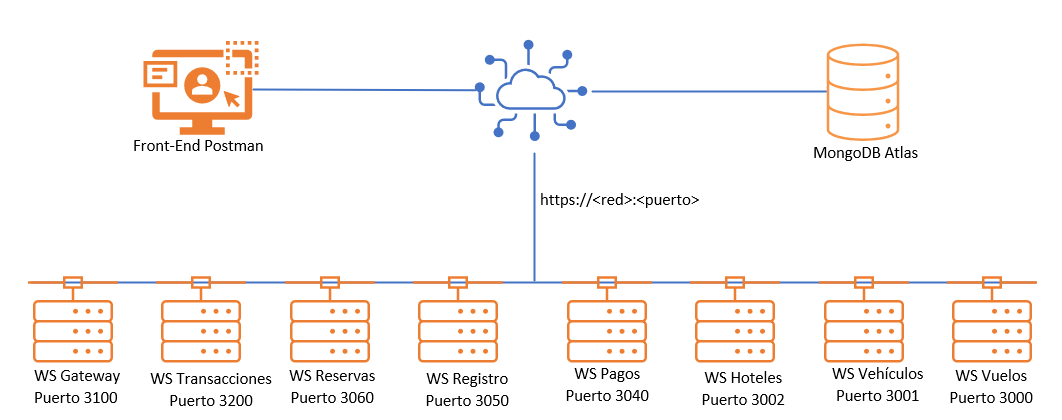 Front-End Postman
MongoDB Atlas
https://<red>:<puerto>
WS Gateway
Puerto 3100
WS Transacciones
Puerto 3200
WS Reservas
Puerto 3060
WS Registro
Puerto 3050
WS Pagos
Puerto 3040
WS Hoteles
Puerto 3002
WS Vehículos
Puerto 3001
WS Vuelos
Puerto 3000